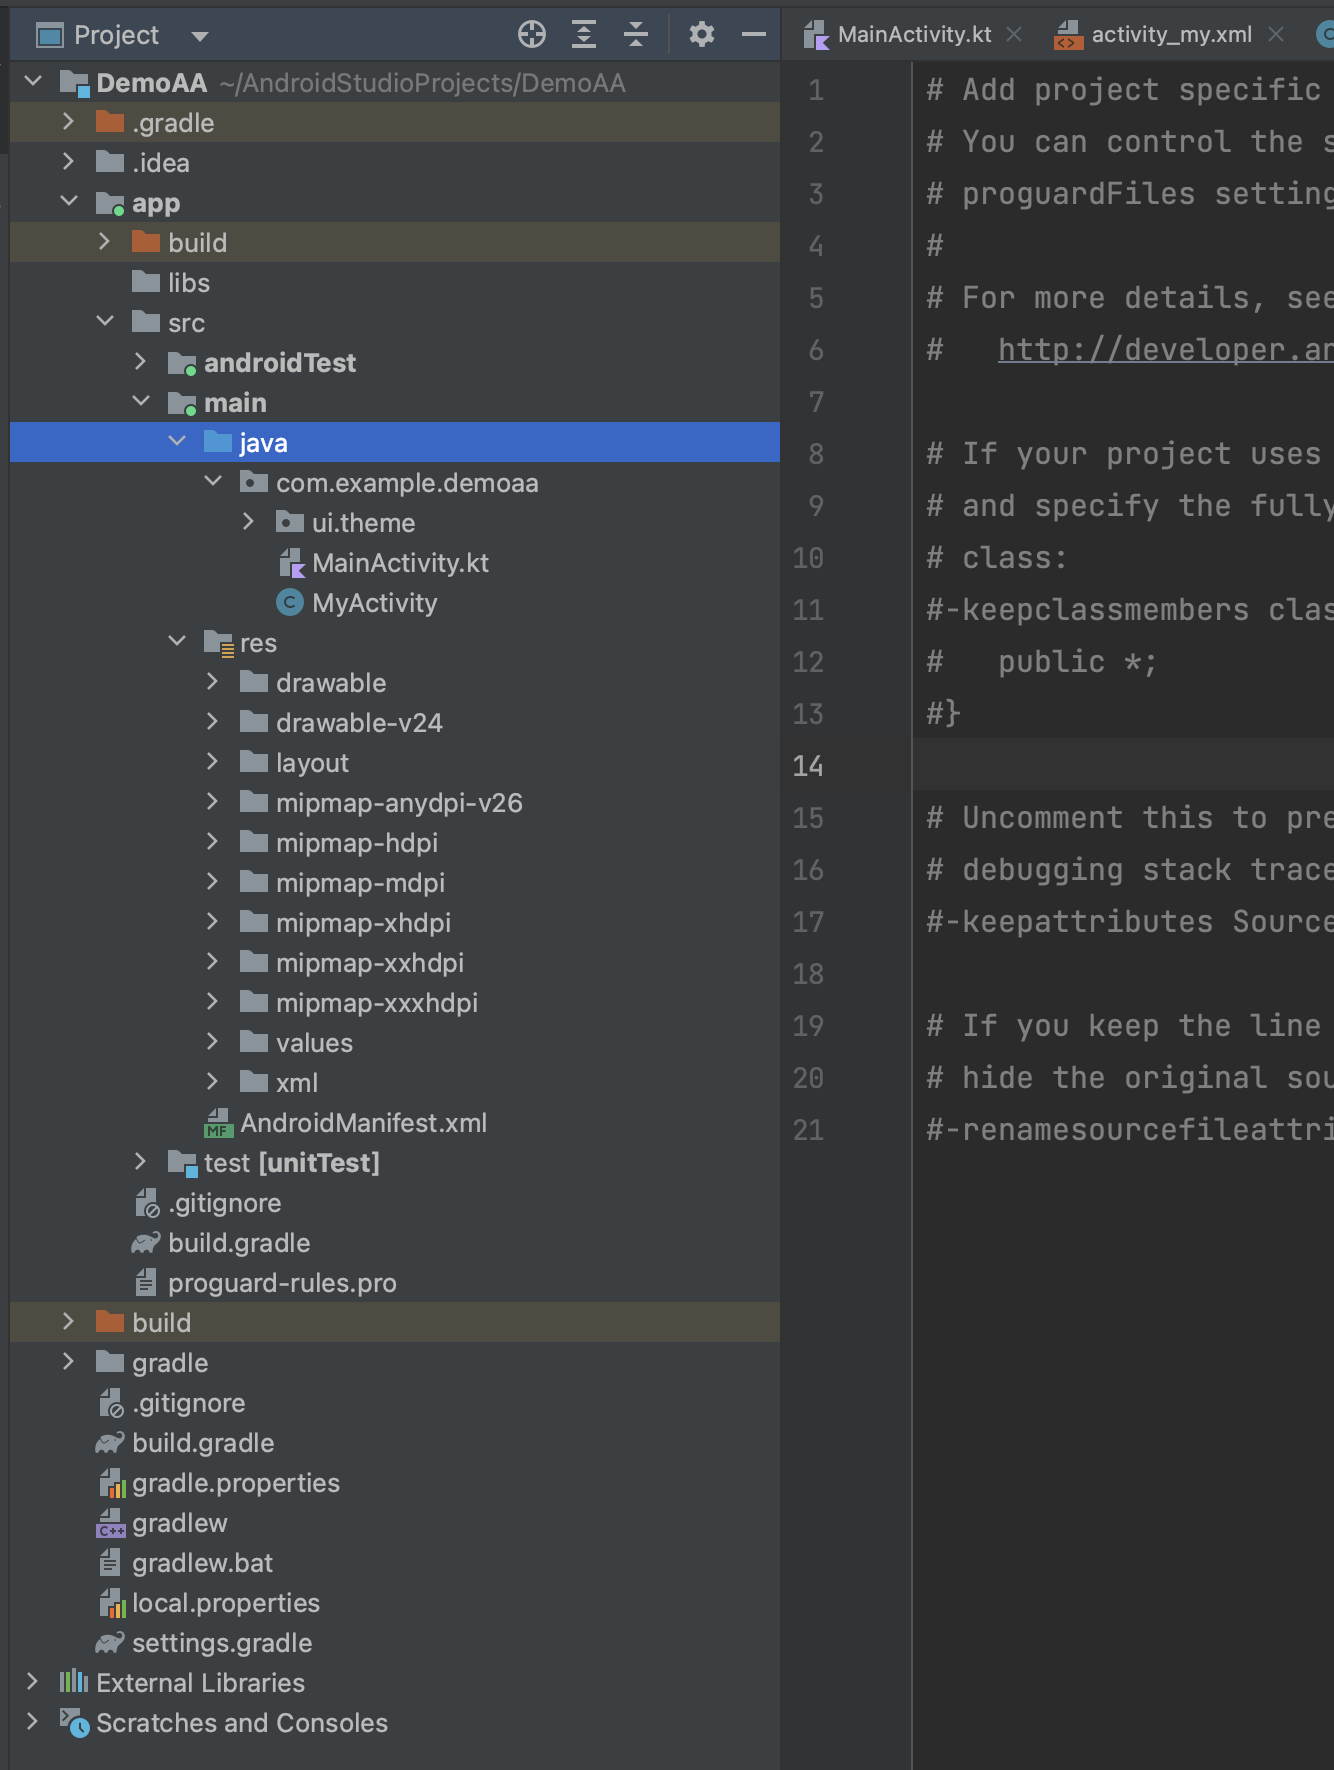 Project
MainActivity.kt
activity_my.xml
DemoAA ~/AndroidStudioProjects/DemoAA
.gradle
.idea
app
build
libs
src
androidTest
main
java
com.example.demoaa
ui.theme
MainActivity.kt
C MyActivity
res
drawable
drawable-v24
layout
mipmap-anydpi-v26
mipmap-hdpi
mipmap-mdpi
mipmap-xhdpi
mipmap-xxhdpi
mipmap-xxxhdpi
values
xml
MF AndroidManifest.xml
test [unitTest]
.gitignore
build.gradle
proguard-rules.pro
build
gradle
.gitignore
build.gradle
gradle.properties
C++ gradlew
gradlew.bat
local.properties
settings.gradle
External Libraries
Scratches and Consoles
1 # Add project specific
2 # You can control the s
3 # proguardFiles setting
4 #
5 # For more details, see
6 # http://developer.an
7
8 # If your project uses
9 # and specify the fully
10 # class:
11 #-keepclassmembers clas
12 # public *;
13 #}
14
15 # Uncomment this to pre
16 # debugging stack trace
17 #-keepattributes Source
18
19 # If you keep the line
20 # hide the original sou
21 #-renamesourcefileattri